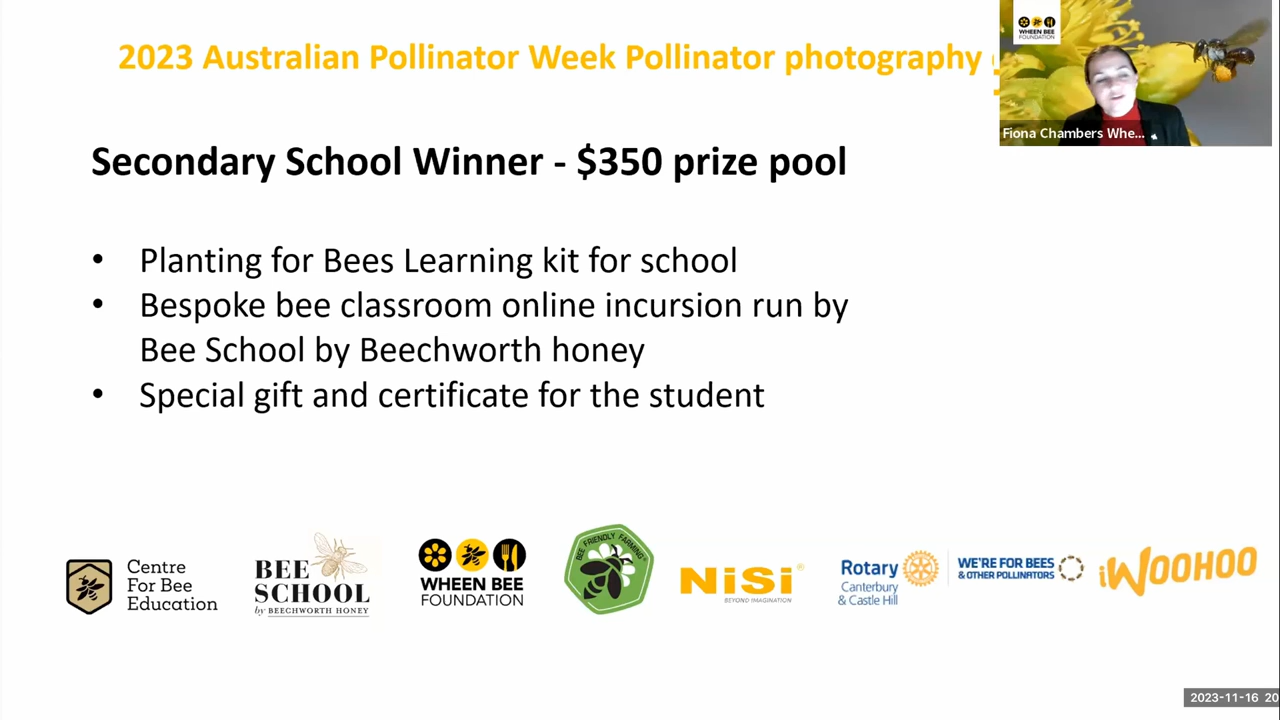 2023 Australian Pollinator Week Pollinator photography
WHEEN BEE
FOUNDATION
Fiona Chambers Whe...
Secondary School Winner - $350 prize pool
• Planting for Bees Learning kit for school
• Bespoke bee classroom online incursion run by
Bee School by Beechworth honey
• Special gift and certificate for the student
Centre
For Bee
Education
BEE
SCHOOL
by BEECHWORTH HONEY
WHEEN BEE
FOUNDATION
BEE FRIENDLY FARMING
NiSi®
BEYOND IMAGINATION
Rotary
Canterbury
& Castle Hill
WE'RE FOR BEES
& OTHER POLLINATORS
iWOOHOO
2023-11-16 20